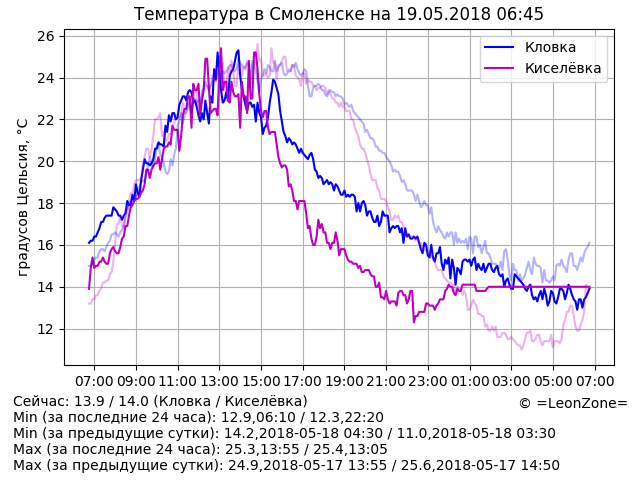 Температура в Смоленске на 19.05.2018 06:45
26
24
22
20
18
16
14
12
градусов Цельсия, °C
Кловка
Киселёвка
07:00 09:00 11:00 13:00 15:00 17:00 19:00 21:00 23:00 01:00 03:00 05:00 07:00
Сейчас: 13.9 / 14.0 (Кловка / Киселёвка)
© =LeonZone=
Min (за последние 24 часа): 12.9,06:10 / 12.3,22:20
Min (за предыдущие сутки): 14.2,2018-05-18 04:30 / 11.0,2018-05-18 03:30
Max (за последние 24 часа): 25.3,13:55 / 25.4,13:05
Max (за предыдущие сутки): 24.9,2018-05-17 13:55 / 25.6,2018-05-17 14:50